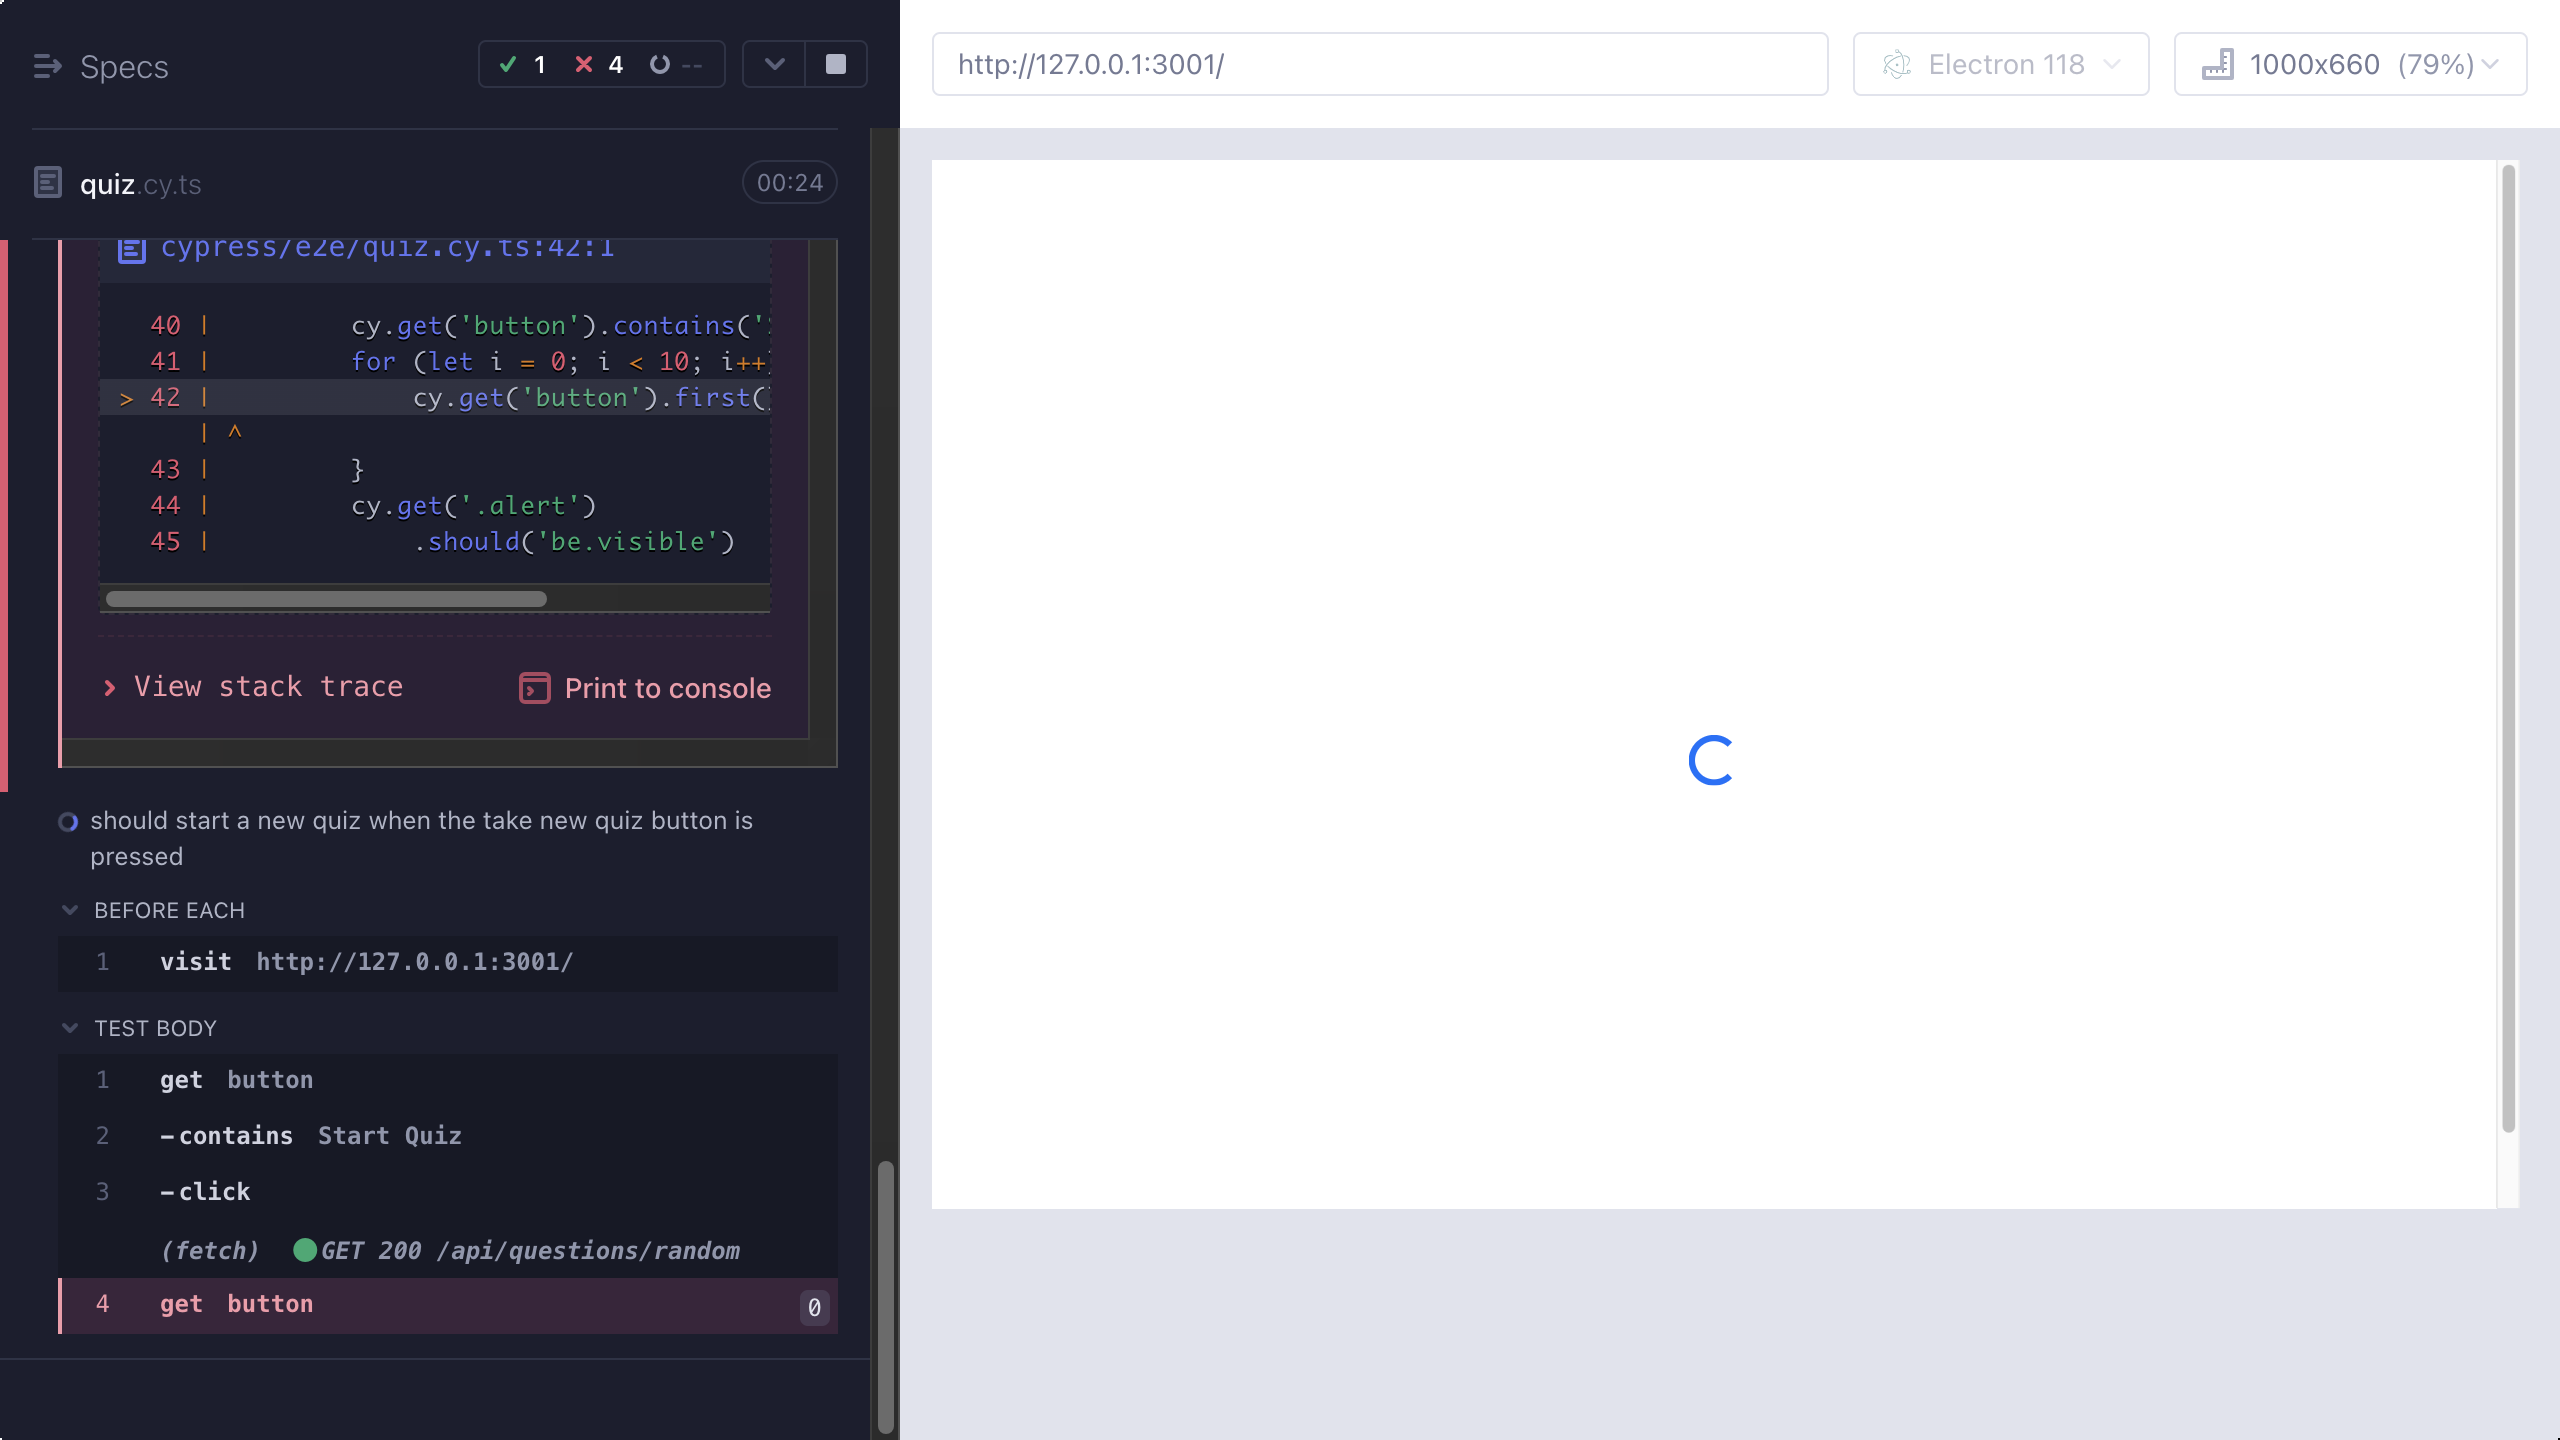 Specs
1
4
--
quiz.cy.ts
00:24
cypress/e2e/quiz.cy.ts:42:1
40 | cy.get('button').contains('
41 | for (let i = 0; i < 10; i++
> 42 | cy.get('button').first(
| ^
43 | }
44 | cy.get('.alert')
45 | .should('be.visible')
View stack trace
Print to console
should start a new quiz when the take new quiz button is
pressed
BEFORE EACH
1 visit http://127.0.0.1:3001/
TEST BODY
1 get button
2 -contains Start Quiz
3 -click
(fetch) GET 200 /api/questions/random
4 get button 0
http://127.0.0.1:3001/
Electron 118
1000x660 (79%)